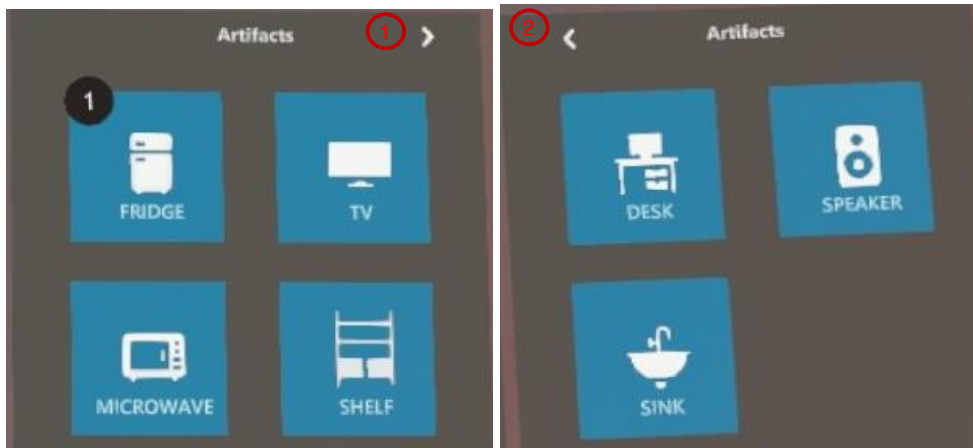 Artifacts
1
1
FRIDGE
TV
MICROWAVE
SHELF
2
Artifacts
DESK
SPEAKER
SINK